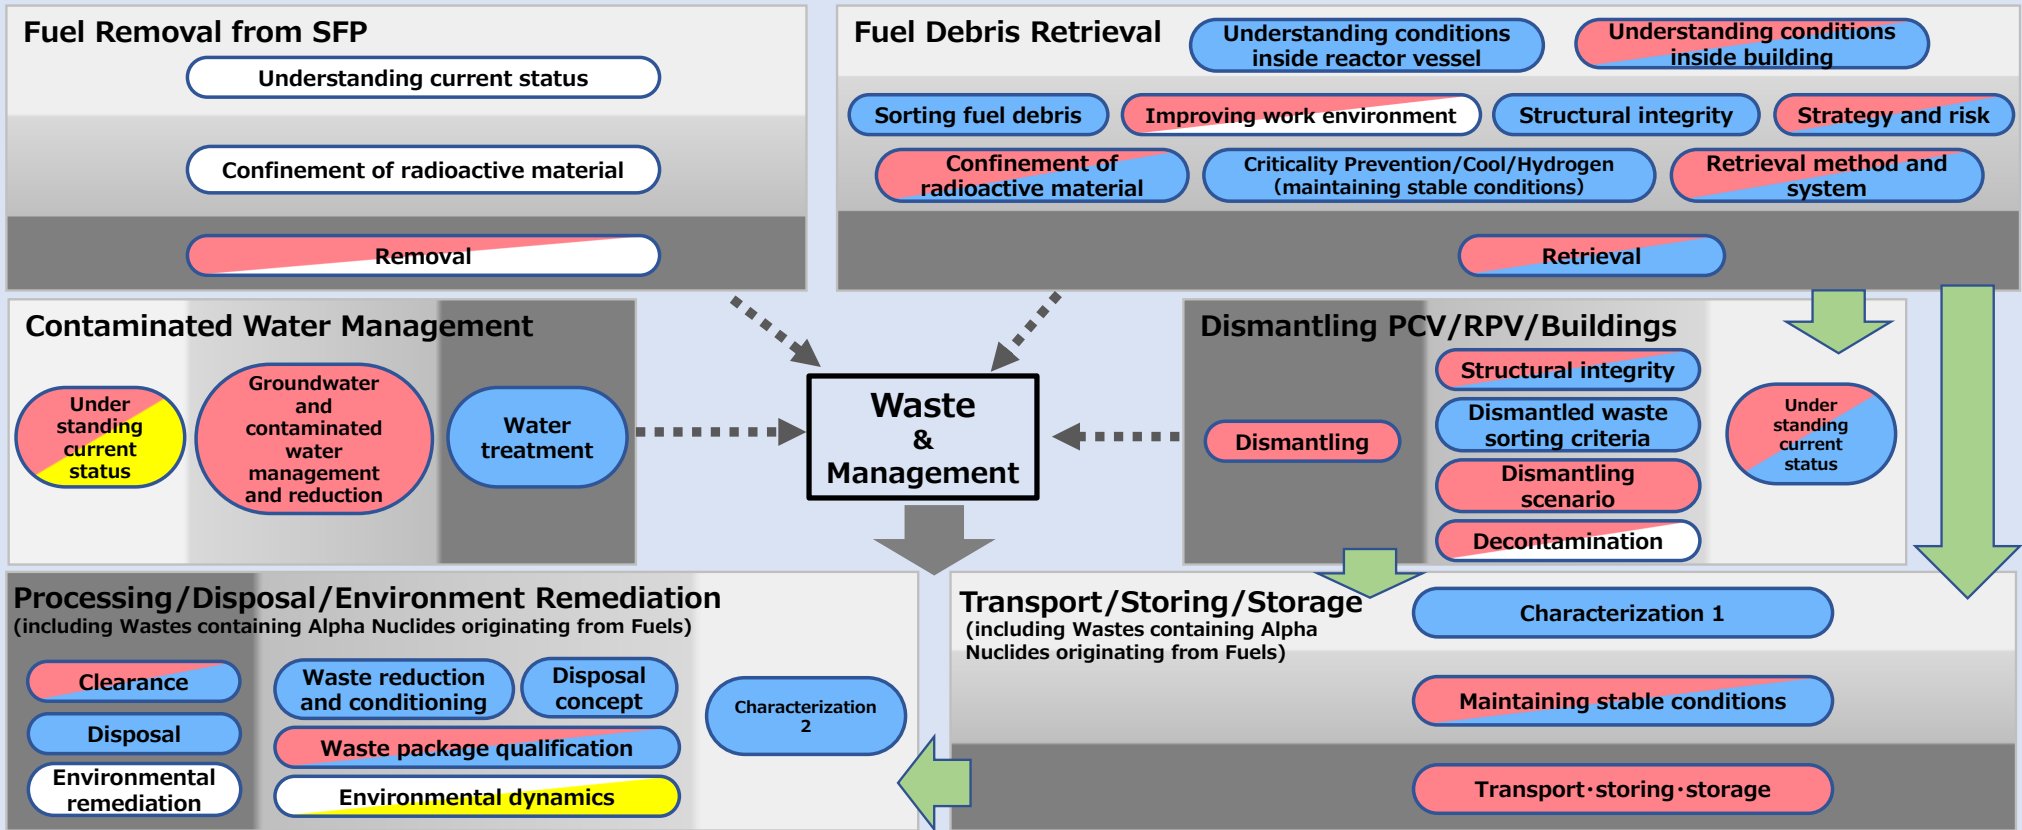 Fuel Removal from SFP
Understanding current status
Confinement of radioactive material
Removal
Fuel Debris Retrieval
Understanding conditions
inside reactor vessel
Understanding conditions
inside building
Sorting fuel debris
Improving work environment
Structural integrity
Strategy and risk
Confinement of
radioactive material
Criticality Prevention/Cool/Hydrogen
(maintaining stable conditions)
Retrieval method and
system
Retrieval
Contaminated Water Management
Under
standing
current
status
Groundwater
and
contaminated
water
management
and reduction
Water
treatment
Waste
&
Management
Dismantling PCV/RPV/Buildings
Dismantling
Structural integrity
Dismantled waste
sorting criteria
Dismantling
scenario
Decontamination
Under
standing
current
status
Processing/Disposal/Environment Remediation
(including Wastes containing Alpha Nuclides originating from Fuels)
Clearance
Disposal
Environmental
remediation
Waste reduction
and conditioning
Disposal
concept
Waste package qualification
Environmental dynamics
Characterization
2
Transport/Storing/Storage
(including Wastes containing Alpha
Nuclides originating from Fuels)
Characterization 1
Maintaining stable conditions
Transport･storing･storage